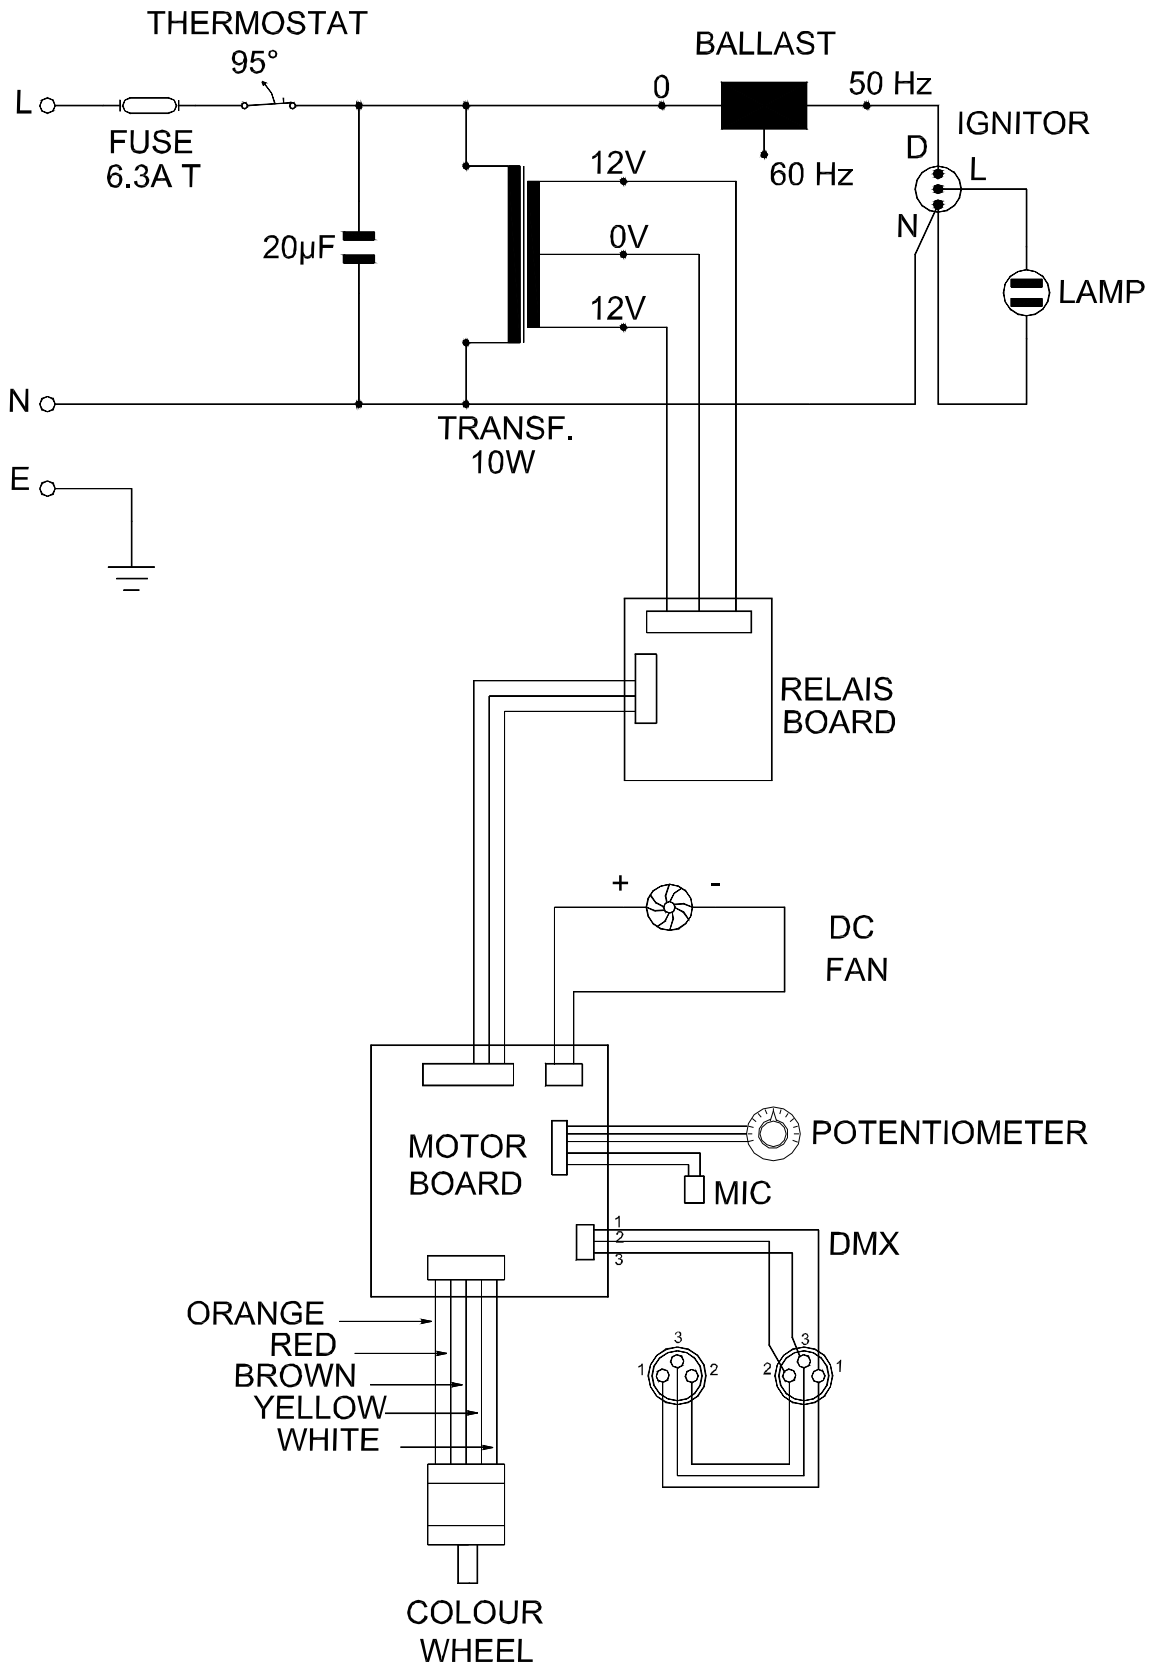 THERMOSTAT
95°
BALLAST
L
0
50 Hz
FUSE
6.3A T
IGNITOR
D
L
60 Hz
12V
N
20µF
0V
12V
LAMP
N
TRANSF.
10W
E
RELAIS
BOARD
+
-
DC
FAN
MOTOR
BOARD
POTENTIOMETER
MIC
1
2
3
DMX
ORANGE
RED
BROWN
YELLOW
WHITE
3
1
2
3
2
1
COLOUR
WHEEL